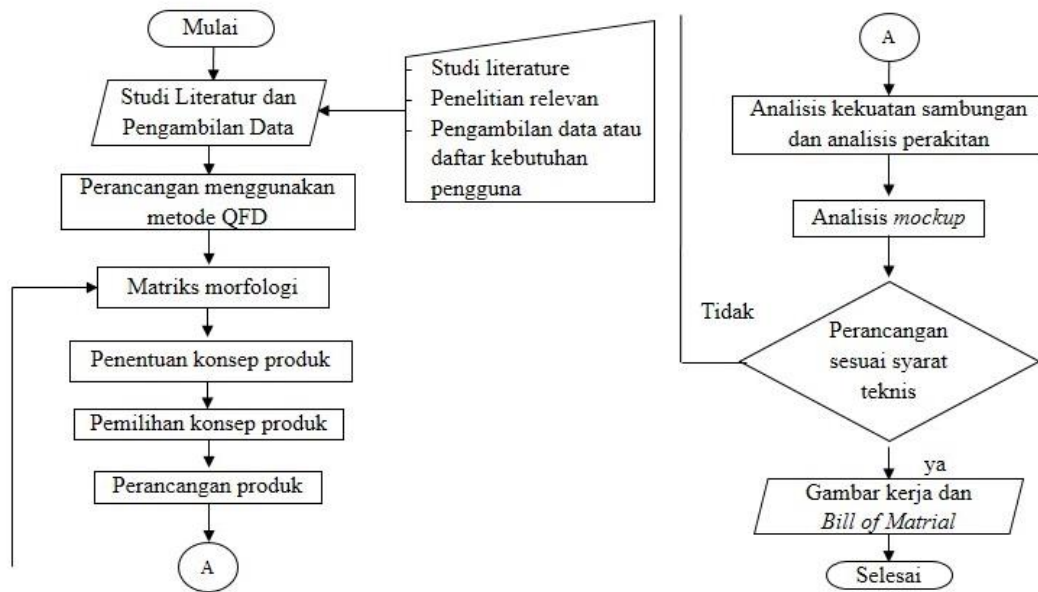 Mulai
Studi Literatur dan
Pengambilan Data
- Studi literature
- Penelitian relevan
- Pengambilan data atau
daftar kebutuhan
pengguna
Perancangan menggunakan
metode QFD
Matriks morfologi
Penentuan konsep produk
Pemilihan konsep produk
Perancangan produk
A
A
Analisis kekuatan sambungan
dan analisis perakitan
Analisis mockup
Tidak
Perancangan
sesuai syarat
teknis
ya
Gambar kerja dan
Bill of Matrial
Selesai